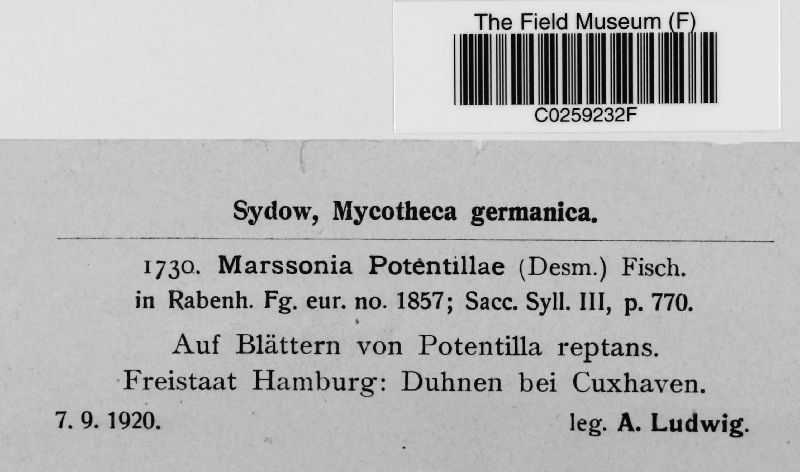 The Field Museum (F)
C0259232F
Sydow, Mycotheca germanica.
1730. Marssonia Potentillae (Desm.) Fisch.
in Rabenh. Fg. eur. no. 1857; Sacc. Syll. III, p. 770.
Auf Blättern von Potentilla reptans.
Freistaat Hamburg: Duhnen bei Cuxhaven.
7. 9. 1920. leg. A. Ludwig.